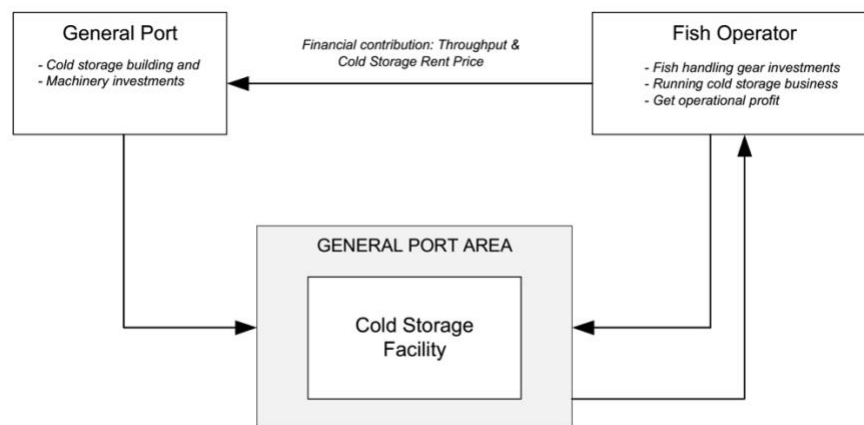 General Port
- Cold storage building and
- Machinery investments
Financial contribution: Throughput &
Cold Storage Rent Price
Fish Operator
- Fish handling gear investments
- Running cold storage business
- Get operational profit
GENERAL PORT AREA
Cold Storage
Facility